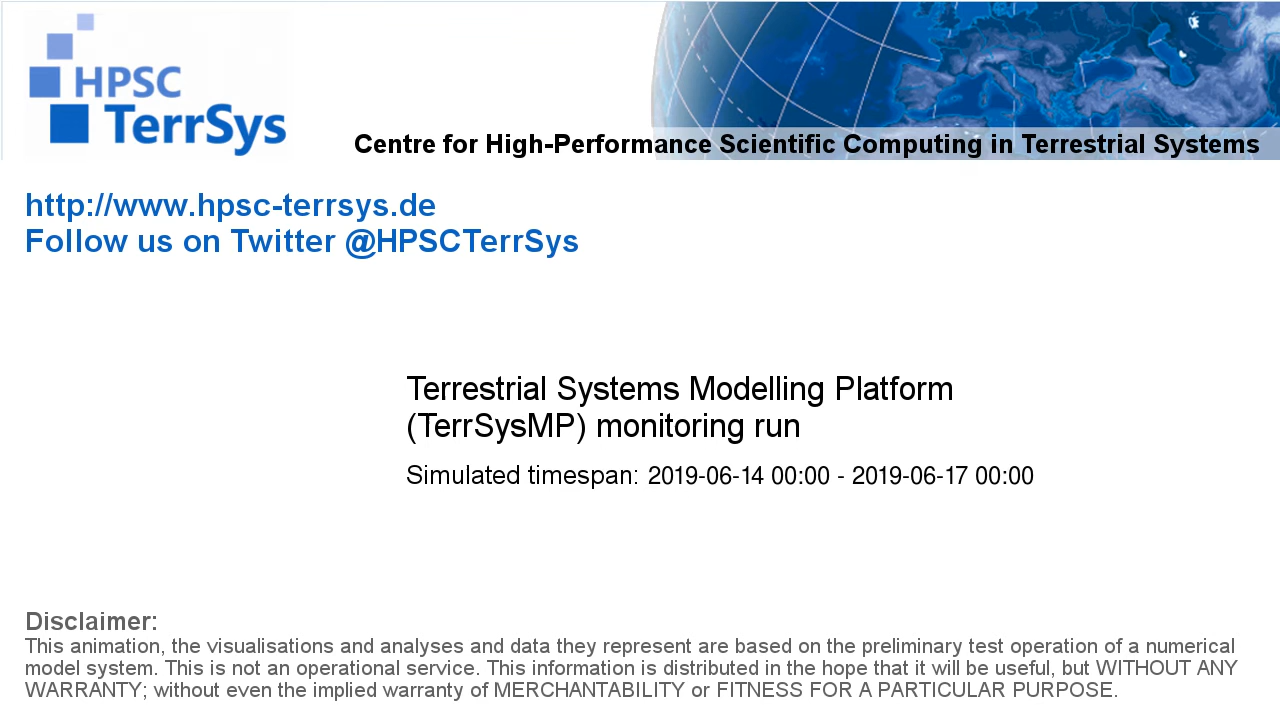 HPSC
TerrSys
Centre for High-Performance Scientific Computing in Terrestrial Systems
http://www.hpsc-terrsys.de
Follow us on Twitter @HPSCTerrSys
Terrestrial Systems Modelling Platform
(TerrSysMP) monitoring run
Simulated timespan: 2019-06-14 00:00 - 2019-06-17 00:00
Disclaimer:
This animation, the visualisations and analyses and data they represent are based on the preliminary test operation of a numerical
model system. This is not an operational service. This information is distributed in the hope that it will be useful, but WITHOUT ANY
WARRANTY; without even the implied warranty of MERCHANTABILITY or FITNESS FOR A PARTICULAR PURPOSE.